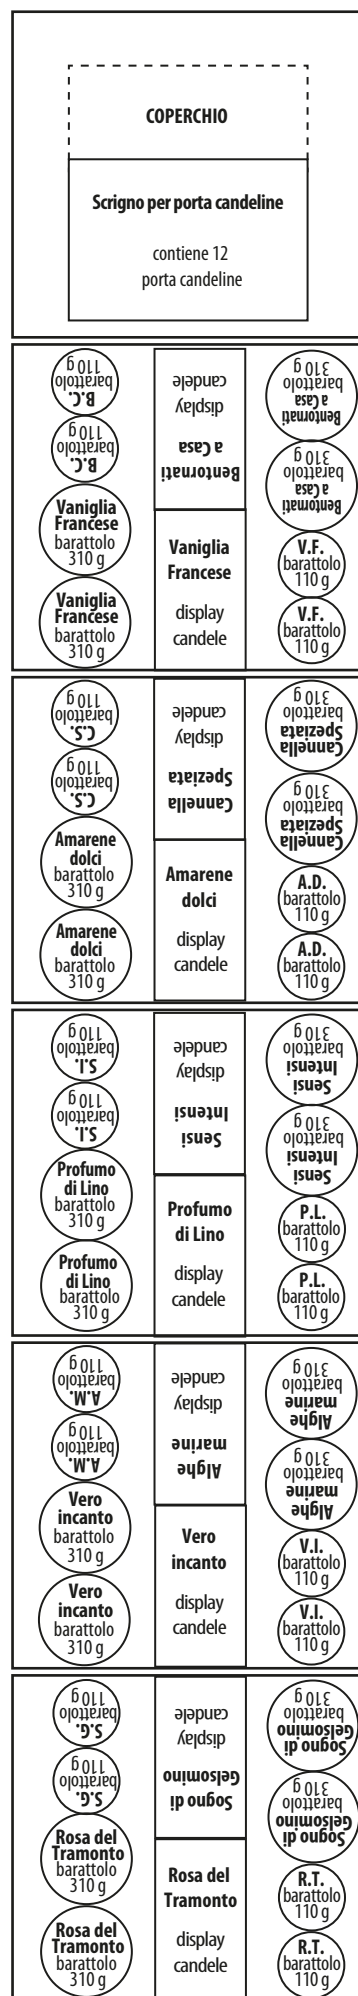 COPERCHIO
Scrigno per porta candeline
contiene 12
porta candeline
B.C.
barattolo
110 g
B.C.
barattolo
110 g
Vaniglia
Francese
barattolo
310 g
Vaniglia
Francese
barattolo
310 g
Bentornati
a Casa
display
candele
Vaniglia
Francese
display
candele
Bentornati
a Casa
barattolo
310 g
Bentornati
a Casa
barattolo
310 g
V.F.
barattolo
110 g
V.F.
barattolo
110 g
C.S.
barattolo
110 g
C.S.
barattolo
110 g
Amarene
dolci
barattolo
310 g
Amarene
dolci
barattolo
310 g
Cannella
Speziata
display
candele
Amarene
dolci
display
candele
Cannella
Speziata
barattolo
310 g
Cannella
Speziata
barattolo
310 g
A.D.
barattolo
110 g
A.D.
barattolo
110 g
S.I.
barattolo
110 g
S.I.
barattolo
110 g
Profumo
di Lino
barattolo
310 g
Profumo
di Lino
barattolo
310 g
Sensi
Intensi
display
candele
Profumo
di Lino
display
candele
Sensi
Intensi
barattolo
310 g
Sensi
Intensi
barattolo
310 g
P.L.
barattolo
110 g
P.L.
barattolo
110 g
A.M.
barattolo
110 g
A.M.
barattolo
110 g
Vero
incanto
barattolo
310 g
Vero
incanto
barattolo
310 g
Alghe
marine
display
candele
Vero
incanto
display
candele
Alghe
marine
barattolo
310 g
Alghe
marine
barattolo
310 g
V.I.
barattolo
110 g
V.I.
barattolo
110 g
S.G.
barattolo
110 g
S.G.
barattolo
110 g
Rosa del
Tramonto
barattolo
310 g
Rosa del
Tramonto
barattolo
310 g
Sogno di
Gelsomino
display
candele
Rosa del
Tramonto
display
candele
Sogno di
Gelsomino
barattolo
310 g
Sogno di
Gelsomino
barattolo
310 g
R.T.
barattolo
110 g
R.T.
barattolo
110 g